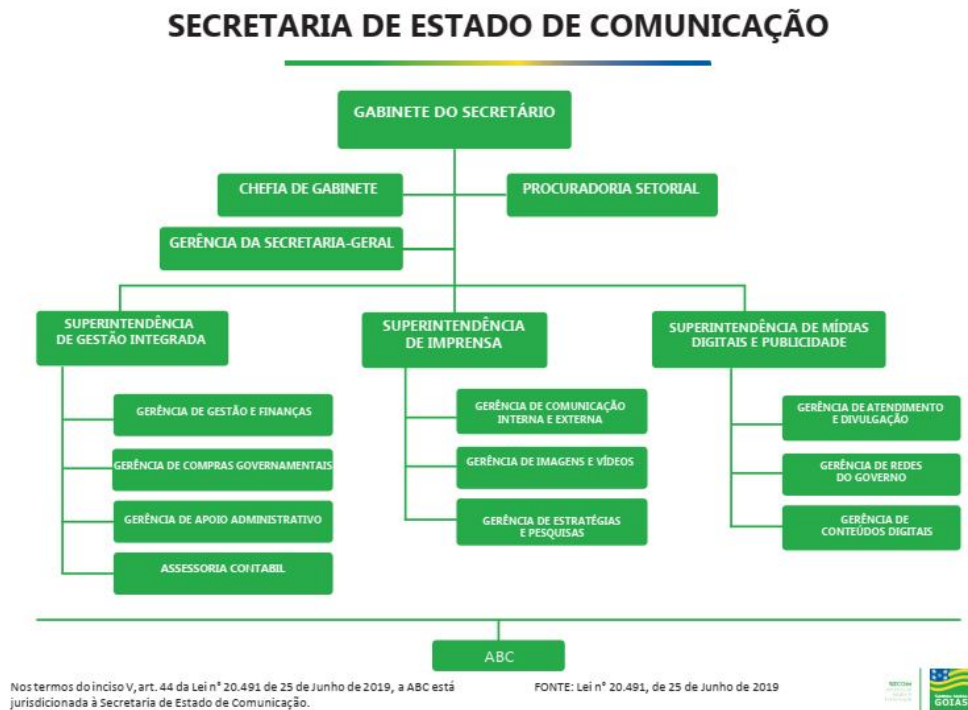 SECRETARIA DE ESTADO DE COMUNICAÇÃO
GABINETE DO SECRETÁRIO
CHEFIA DE GABINETE
PROCURADORIA SETORIAL
GERÊNCIA DA SECRETARIA-GERAL
SUPERINTENDÊNCIA
DE GESTÃO INTEGRADA
GERÊNCIA DE GESTÃO E FINANÇAS
GERÊNCIA DE COMPRAS GOVERNAMENTAIS
GERÊNCIA DE APOIO ADMINISTRATIVO
ASSESSORIA CONTABIL
SUPERINTENDÊNCIA
DE IMPRENSA
GERÊNCIA DE COMUNICAÇÃO
INTERNA E EXTERNA
GERÊNCIA DE IMAGENS E VÍDEOS
GERÊNCIA DE ESTRATÉGIAS
E PESQUISAS
SUPERINTENDÊNCIA DE MÍDIAS
DIGITAIS E PUBLICIDADE
GERÊNCIA DE ATENDIMENTO
E DIVULGAÇÃO
GERÊNCIA DE REDES
DO GOVERNO
GERÊNCIA DE
CONTEÚDOS DIGITAIS
ABC
Nos termos do inciso V, art. 44 da Lei n° 20.491 de 25 de Junho de 2019, a ABC está
jurisdicionada à Secretaria de Estado de Comunicação.
FONTE: Lei n° 20.491, de 25 de Junho de 2019
GOIÁS